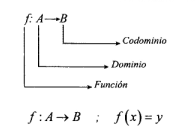 f: A→B
Codominio
Dominio
Función
f : A → B ; f(x) = y